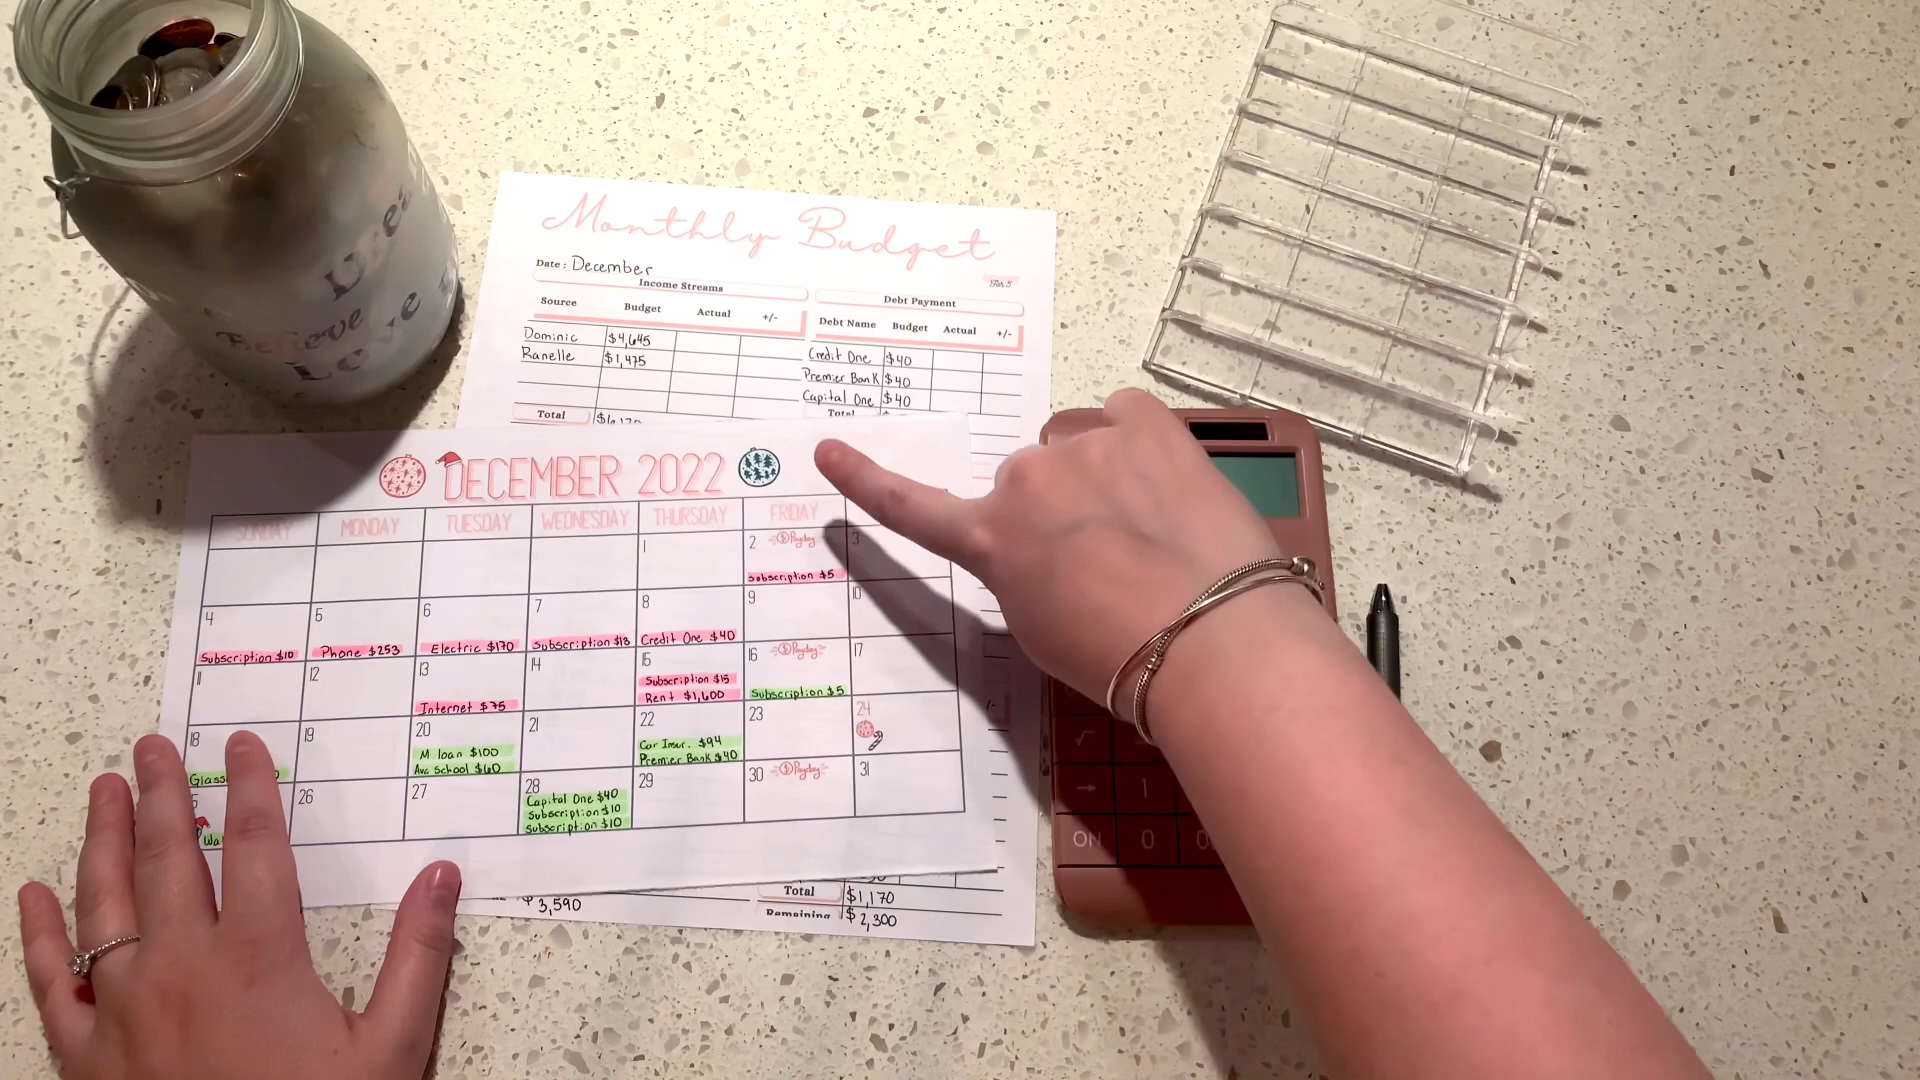 Believe
Love
Monthly Budget
Date: December
Income Streams
Source Budget Actual +/-
Dominic $4,645
Ranelle $1,475
Total
Debt Payment
Debt Name Budget Actual +/-
Credit One $40
Premier Bank $40
Capital One $40
Total
DECEMBER 2022
SUNDAY MONDAY TUESDAY WEDNESDAY THURSDAY FRIDAY
1 2 Payday 3
subscription $5
4 5 6 7 8 9 10
Subscription $10 Phone $253 Electric $170 Subscription $13 Credit One $40
11 12 13 14 15 16 Payday 17
Internet $75 Subscription $15 Subscription $5
Rent $1,600
18 19 20 21 22 23 24
M loan $100 Car Insur. $94
Ave School $60 Premier Bank $40
26 27 28 29 30 Payday 31
Capital One $40
Subscription $10
Subscription $10
3,590
Total $1,170
Remaining $2,300
+/-
√
→ 1
ON 0